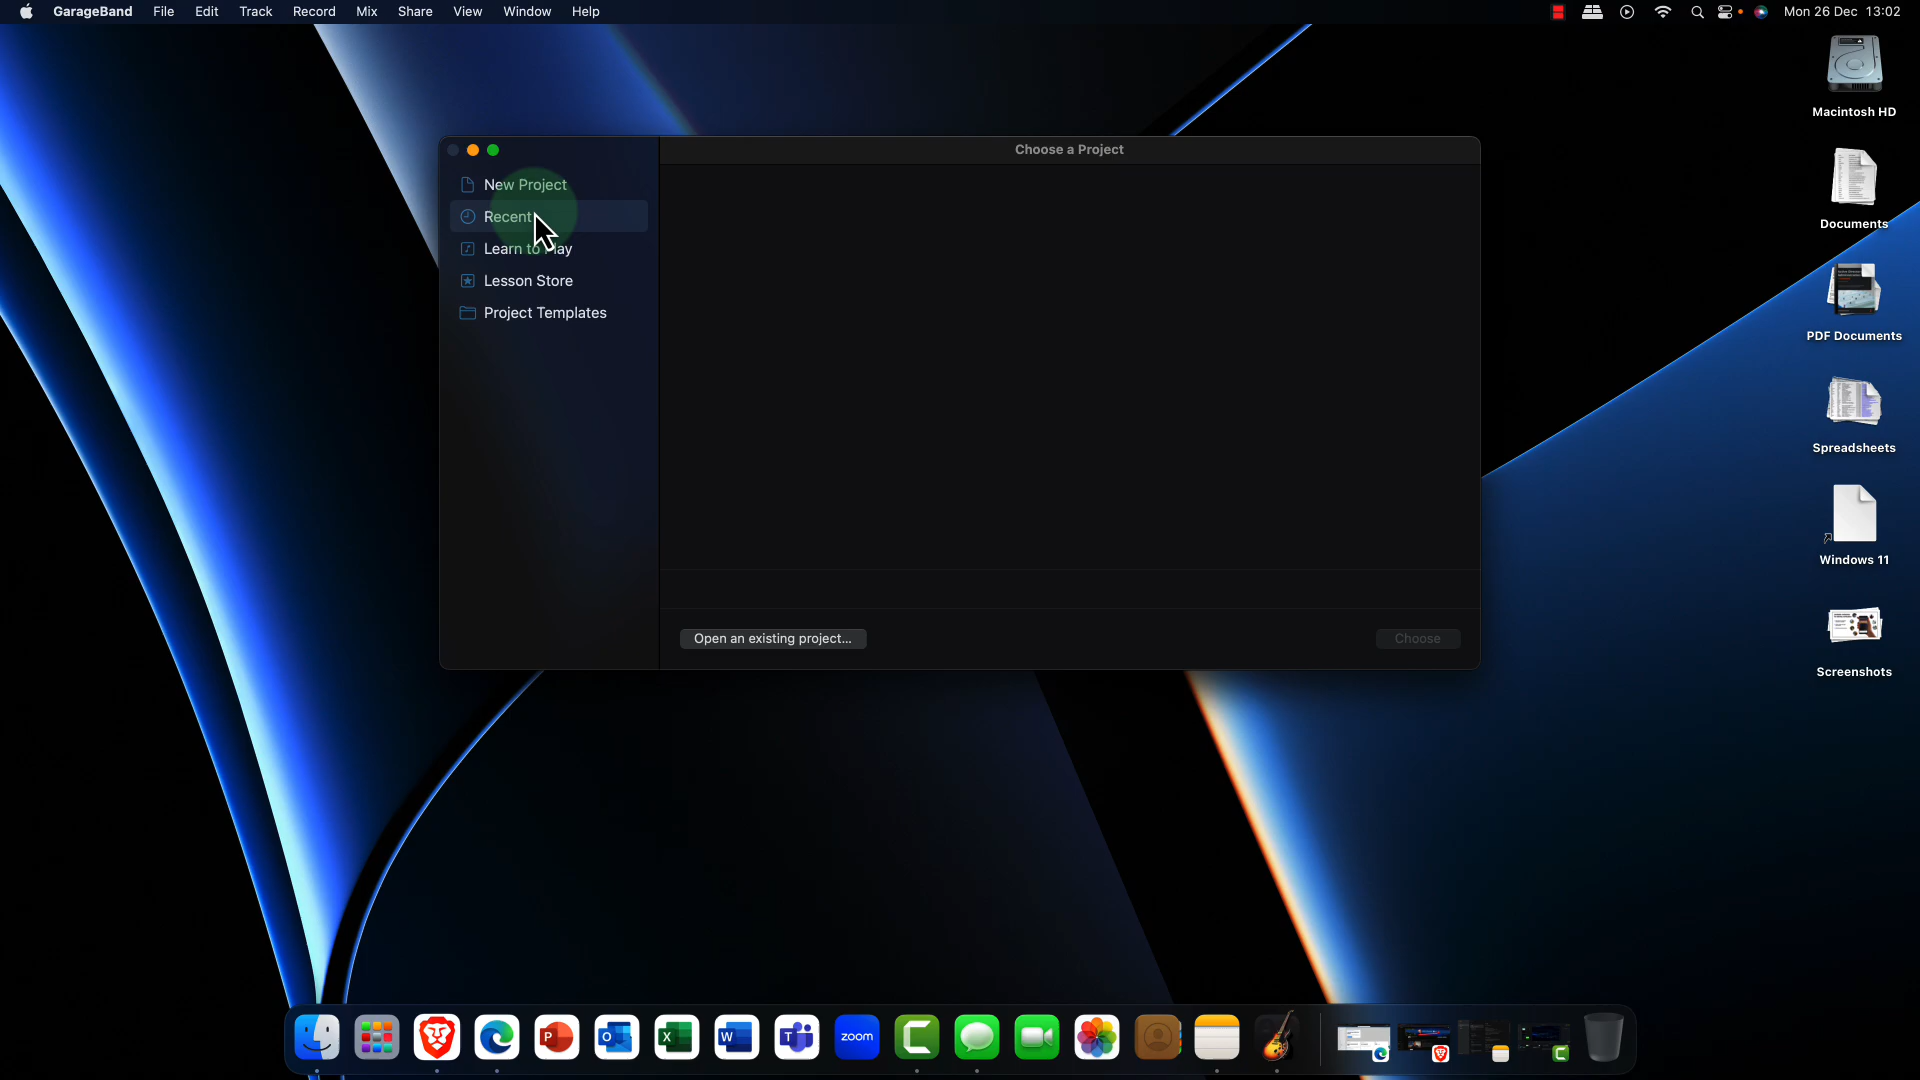 GarageBand File Edit Track Record Mix Share View Window Help Mon 26 Dec 13:02
Macintosh HD
Documents
PDF Documents
Spreadsheets
Windows 11
Screenshots
Choose a Project
New Project
Recent
Learn to Play
Lesson Store
Project Templates
Open an existing project...
Choose
zoom